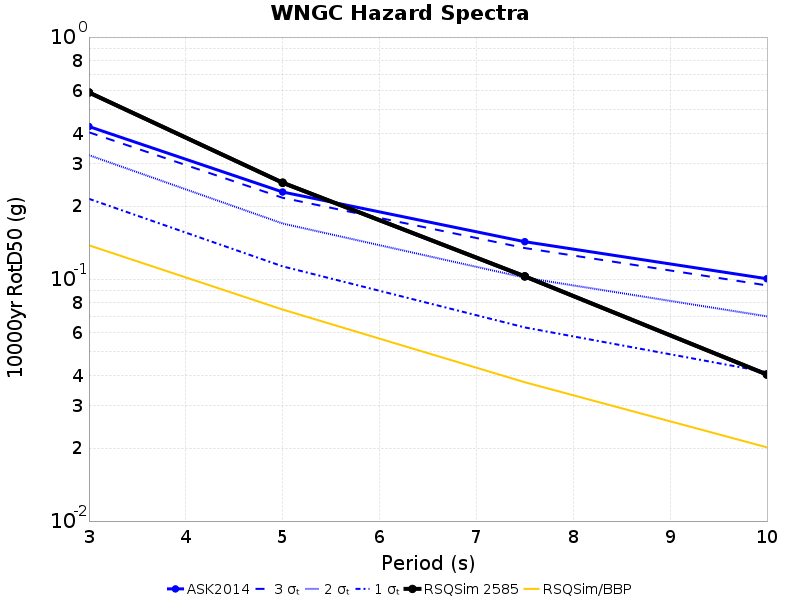 WNGC Hazard Spectra
10⁰
8
6
4
3
2
10⁻¹
8
6
4
3
2
10⁻²
10000yr RotD50 (g)
3 4 5 6 7 8 9 10
Period (s)
ASK2014 3 σₜ 2 σₜ 1 σₜ RSQSim 2585 RSQSim/BBP